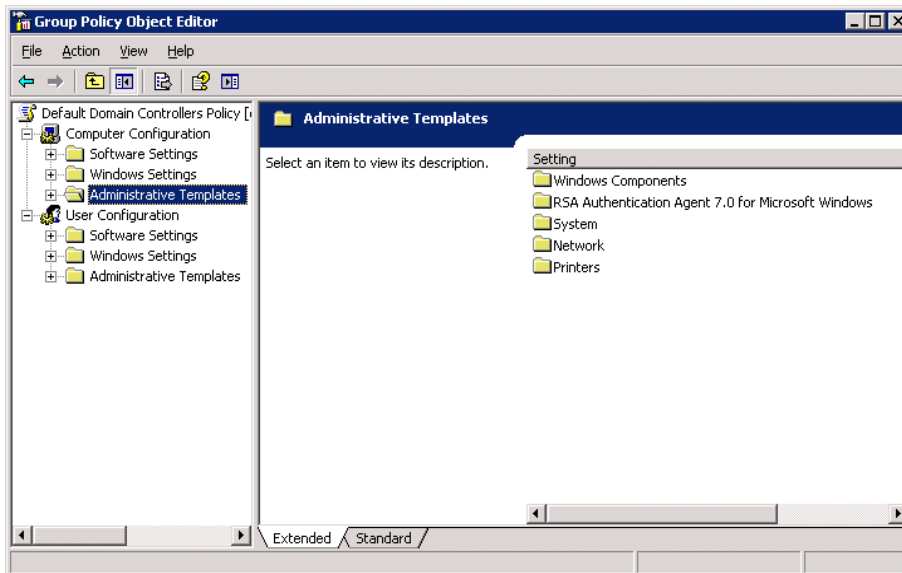 Group Policy Object Editor
File Action View Help
Default Domain Controllers Policy [
Computer Configuration
Software Settings
Windows Settings
Administrative Templates
User Configuration
Software Settings
Windows Settings
Administrative Templates
Administrative Templates
Select an item to view its description.
Setting
Windows Components
RSA Authentication Agent 7.0 for Microsoft Windows
System
Network
Printers
Extended Standard